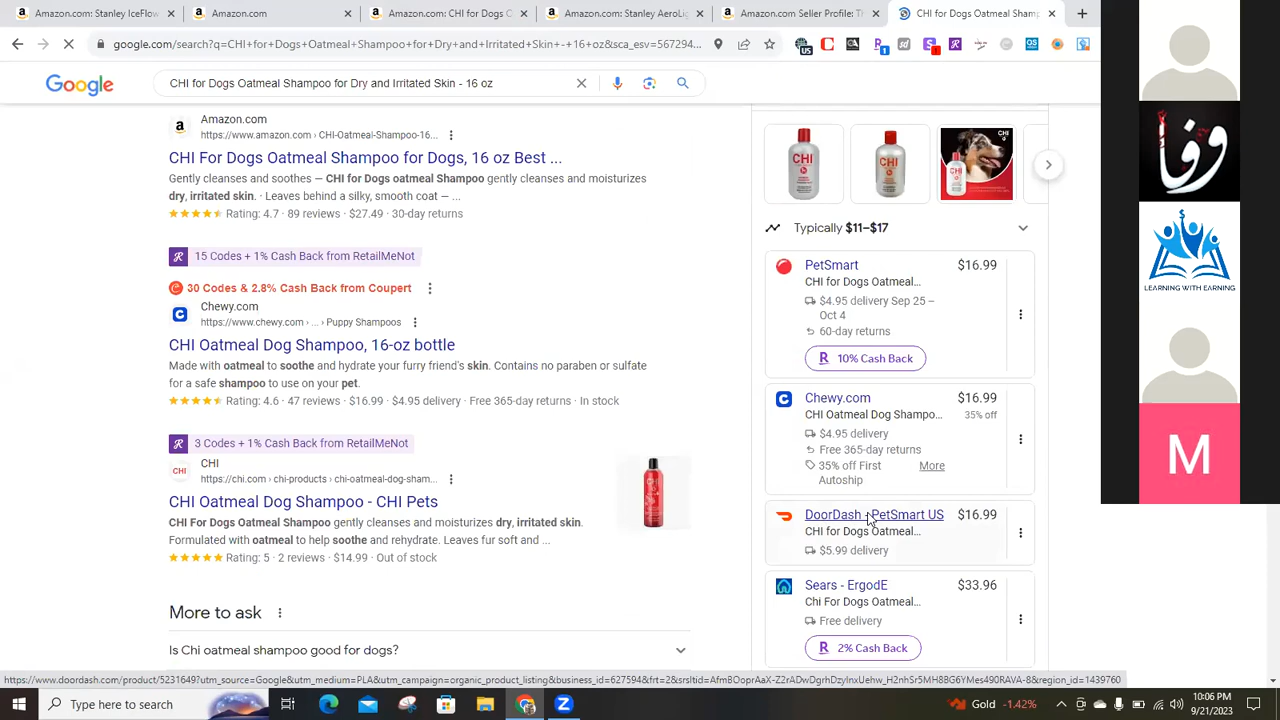 Amazon.com: Stanley IceFlow
Amazon.com
Amazon.com: CHI for Dogs O
Amazon.com: Stanley AeroLig
Amazon.com Seller Profile: Th
CHI for Dogs Oatmeal Shamp
google.com/search?q=CHI+for+Dogs+Oatmeal+Shampoo+for+Dry+and+Irritated+Skin+-+16+oz&sca_esv=567294...
US
1
1
OS
Google
CHI for Dogs Oatmeal Shampoo for Dry and Irritated Skin - 16 oz
Amazon.com
https://www.amazon.com › CHI-Oatmeal-Shampoo-16...
CHI For Dogs Oatmeal Shampoo for Dogs, 16 oz Best ...
Gently cleanses and soothes — CHI for Dogs oatmeal Shampoo gently cleanses and moisturizes
dry, irritated skin. · Leaves behind a silky, smooth coat — ...
Rating: 4.7 · 89 reviews · $27.49 · 30-day returns
15 Codes + 1% Cash Back from RetailMeNot
30 Codes & 2.8% Cash Back from Coupert
Chewy.com
https://www.chewy.com › ... › Puppy Shampoos
CHI Oatmeal Dog Shampoo, 16-oz bottle
Made with oatmeal to soothe and hydrate your furry friend's skin. Contains no paraben or sulfate
for a safe shampoo to use on your pet.
Rating: 4.6 · 47 reviews · $16.99 · $4.95 delivery · Free 365-day returns · In stock
3 Codes + 1% Cash Back from RetailMeNot
CHI
CHI
https://chi.com › chi-products › chi-oatmeal-dog-sham...
CHI Oatmeal Dog Shampoo - CHI Pets
CHI For Dogs Oatmeal Shampoo gently cleanses and moisturizes dry, irritated skin.
Formulated with oatmeal to help soothe and rehydrate. Leaves fur soft and ...
Rating: 5 · 2 reviews · $14.99 · Out of stock
More to ask
Is Chi oatmeal shampoo good for dogs?
CHI
CHI
CHI
Typically $11–$17
PetSmart $16.99
CHI for Dogs Oatmeal...
$4.95 delivery Sep 25 –
Oct 4
60-day returns
10% Cash Back
Chewy.com $16.99
CHI Oatmeal Dog Shampo... 35% off
$4.95 delivery
Free 365-day returns
35% off First More
Autoship
DoorDash - PetSmart US $16.99
CHI for Dogs Oatmeal...
$5.99 delivery
Sears - ErgodE $33.96
Chi For Dogs Oatmeal...
Free delivery
2% Cash Back
وفا
LEARNING WITH EARNING
M
Type here to search
Gold -1.42%
10:06 PM
9/21/2023